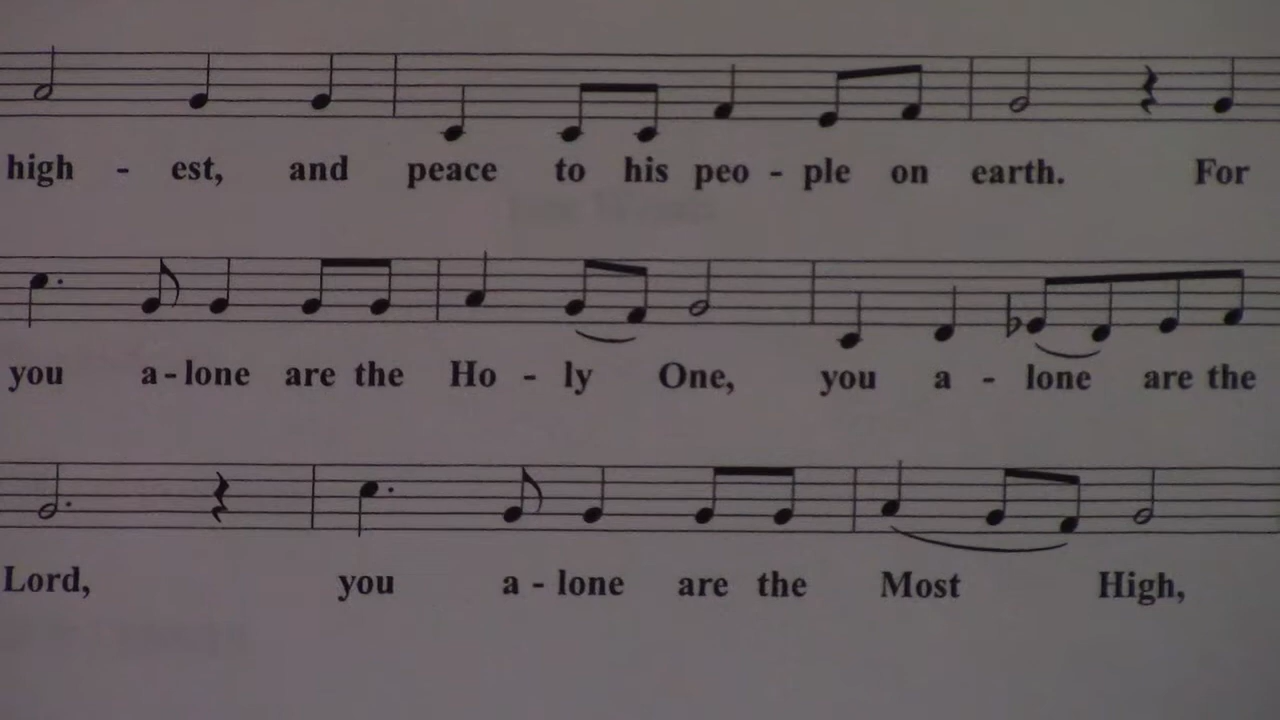 high - est, and peace to his peo - ple on earth. For
you a - lone are the Ho - ly One, you a - lone are the
Lord, you a - lone are the Most High,